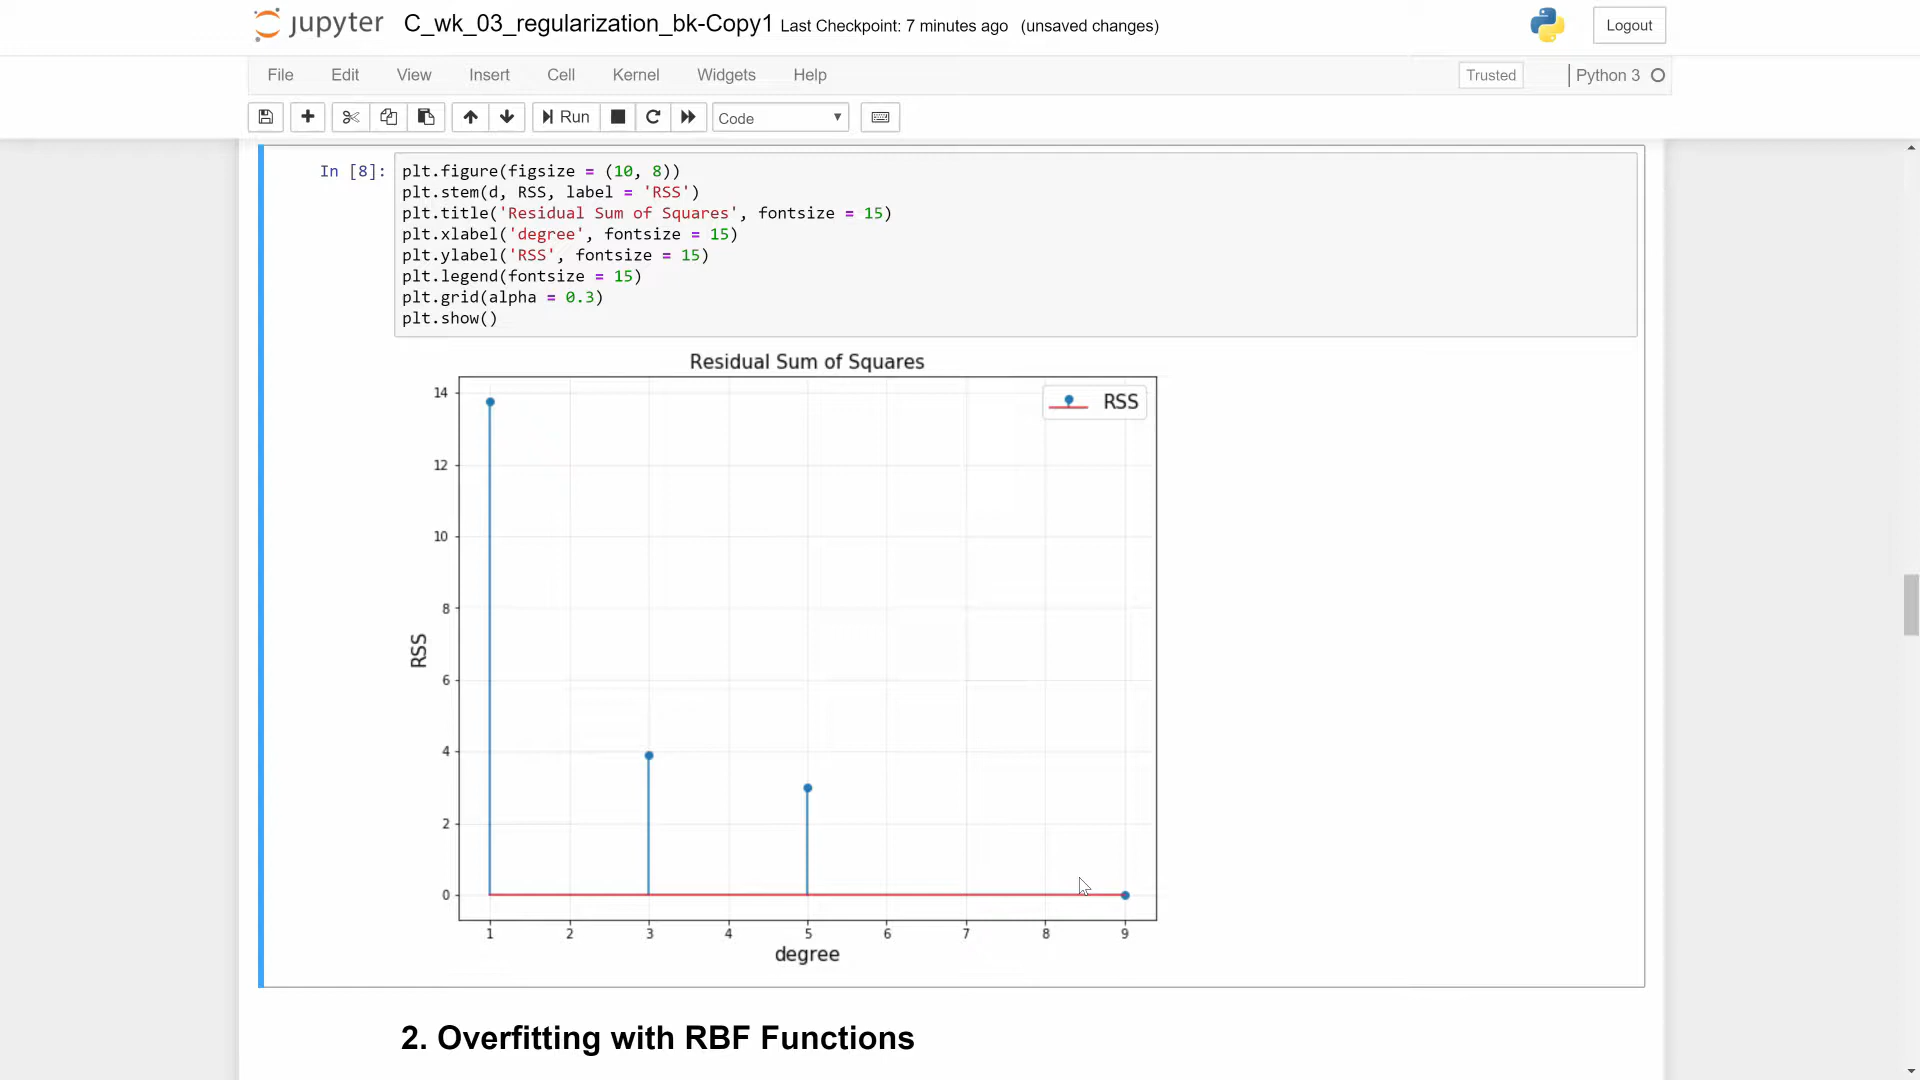 jupyter C_wk_03_regularization_bk-Copy1 Last Checkpoint: 7 minutes ago (unsaved changes) Logout
File Edit View Insert Cell Kernel Widgets Help Trusted Python 3
Run Code
In [8]: plt.figure(figsize = (10, 8))
plt.stem(d, RSS, label = 'RSS')
plt.title('Residual Sum of Squares', fontsize = 15)
plt.xlabel('degree', fontsize = 15)
plt.ylabel('RSS', fontsize = 15)
plt.legend(fontsize = 15)
plt.grid(alpha = 0.3)
plt.show()
Residual Sum of Squares
14
RSS
12
10
8
RSS
6
4
2
0
1 2 3 4 5 6 7 8 9
degree
2. Overfitting with RBF Functions